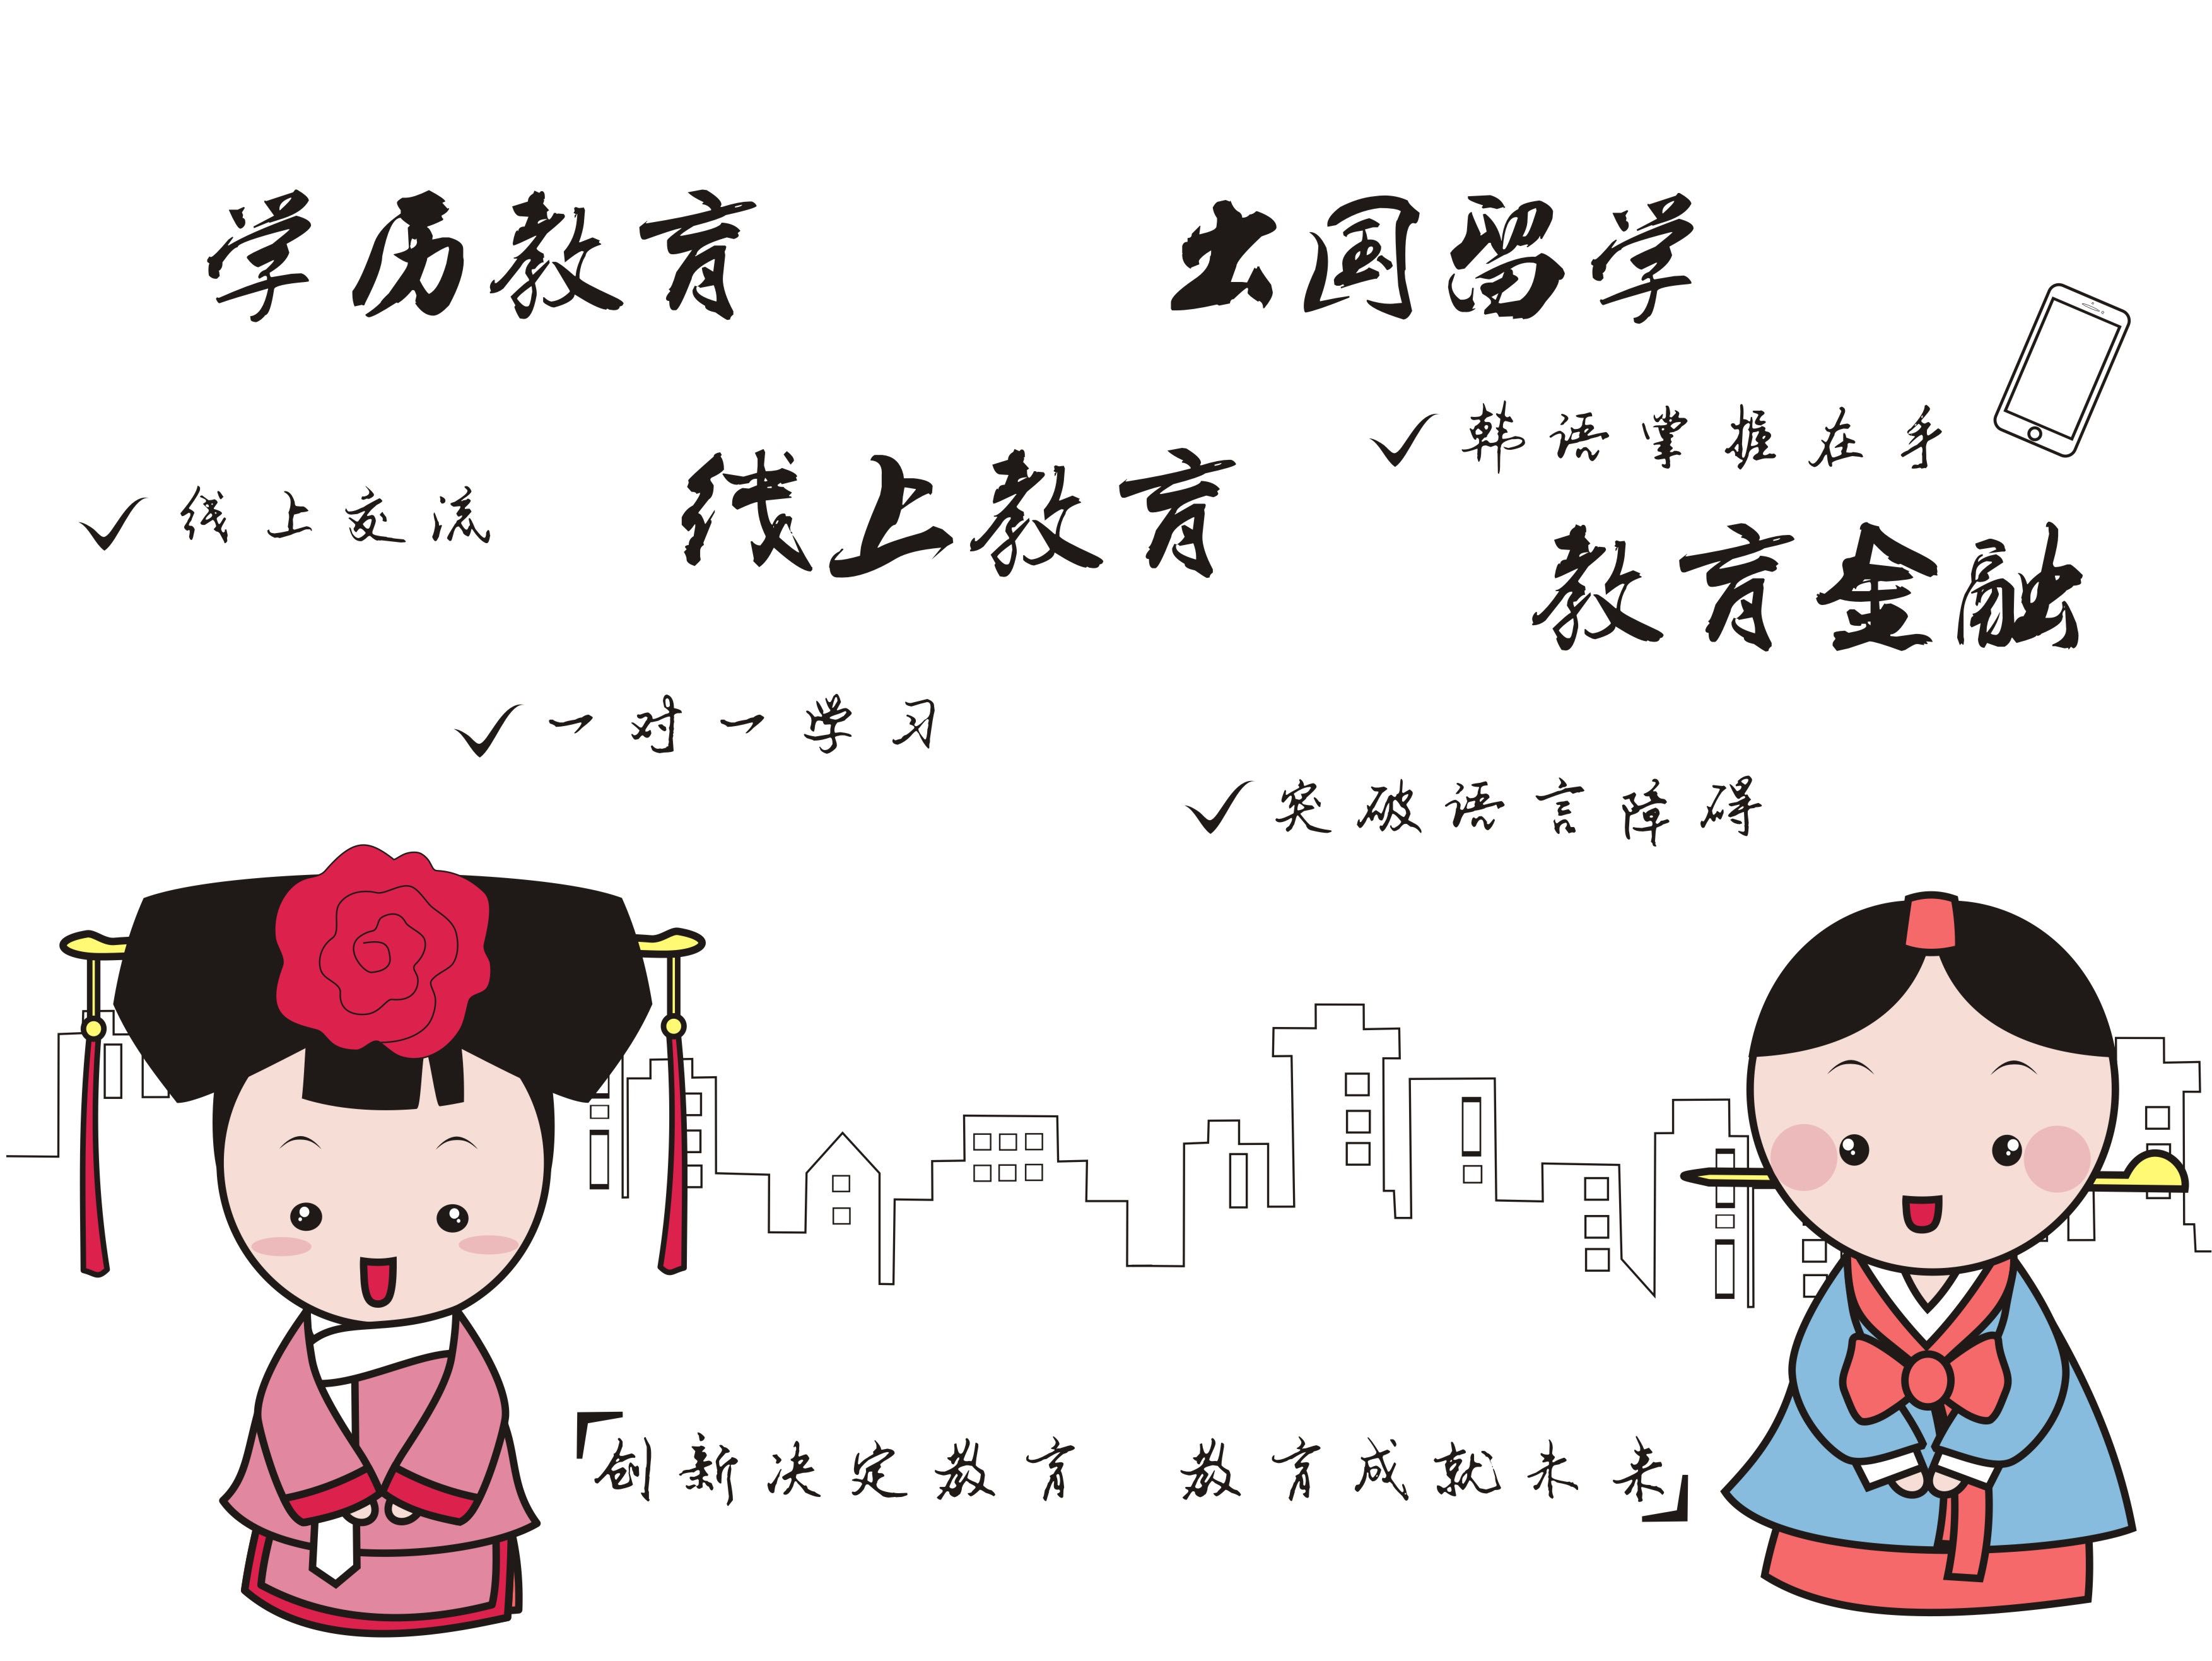 学历教育
出国留学
韩语掌握在手
线上教育
线上交流
教育金融
一对一学习
突破语言障碍
「创新决定教育 教育成就未来」